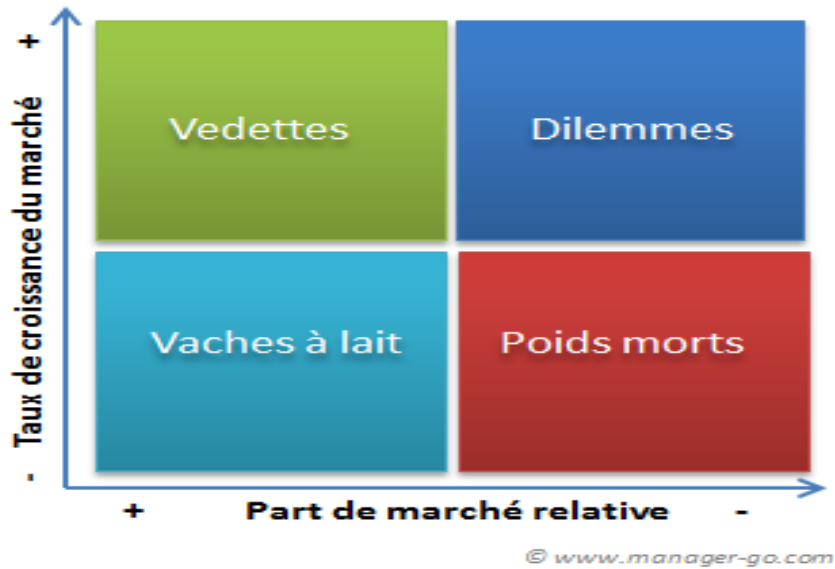 +
Taux de croissance du marché
-
Vedettes
Dilemmes
Vaches à lait
Poids morts
+ Part de marché relative -
© www.manager-go.com